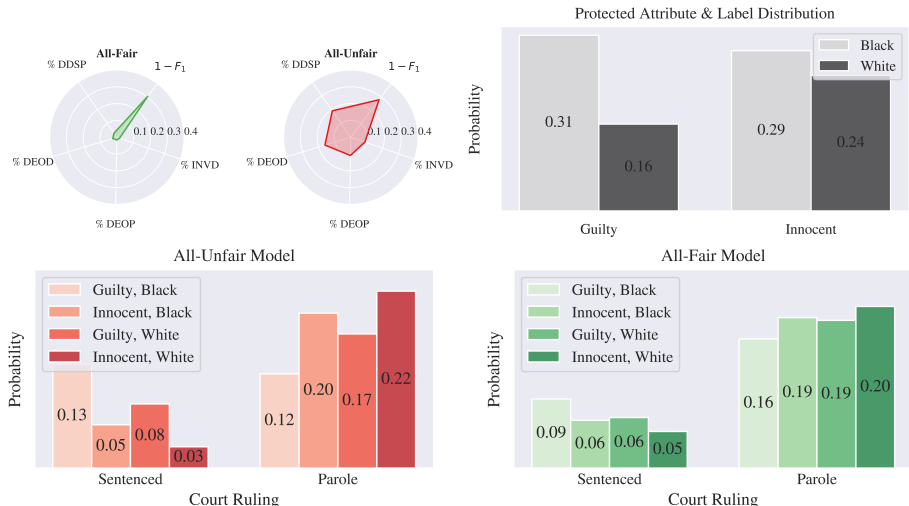 All-Fair
% DDSP
1 − F₁
0.1 0.2 0.3 0.4
% DEOD
% INVD
% DEOP
All-Unfair
% DDSP
1 − F₁
0.1 0.2 0.3 0.4
% DEOD
% INVD
% DEOP
Protected Attribute & Label Distribution
Probability
Black
White
0.31
0.16
0.29
0.24
Guilty
Innocent
All-Unfair Model
Probability
Guilty, Black
Innocent, Black
Guilty, White
Innocent, White
0.13
0.05
0.08
0.03
0.12
0.20
0.17
0.22
Sentenced
Parole
Court Ruling
All-Fair Model
Probability
Guilty, Black
Innocent, Black
Guilty, White
Innocent, White
0.09
0.06
0.06
0.05
0.16
0.19
0.19
0.20
Sentenced
Parole
Court Ruling